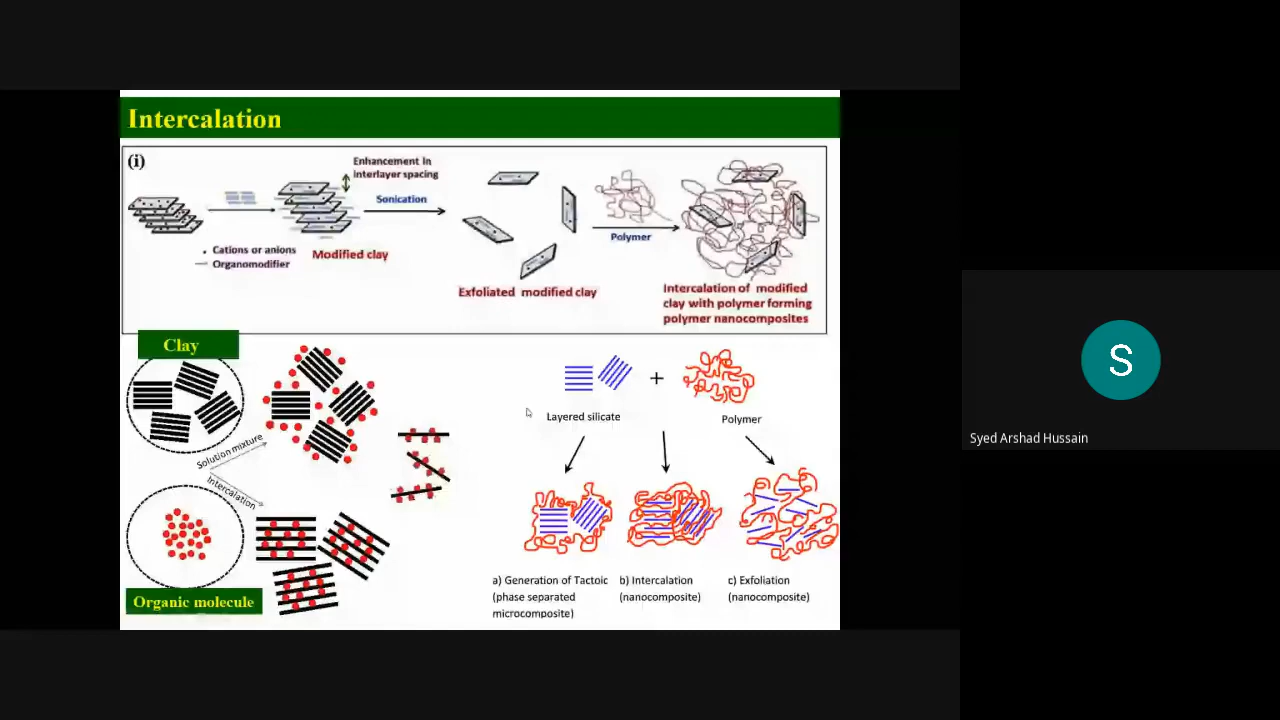 Intercalation
(i)
Enhancement in
interlayer spacing
Sonication
Cations or anions
Organomodifier
Modified clay
Exfoliated modified clay
Polymer
Intercalation of modified
clay with polymer forming
polymer nanocomposites
Clay
Solution mixture
Intercalation
Organic molecule
+
Layered silicate
Polymer
a) Generation of Tactoic
(phase separated
microcomposite)
b) Intercalation
(nanocomposite)
c) Exfoliation
(nanocomposite)
S
Syed Arshad Hussain